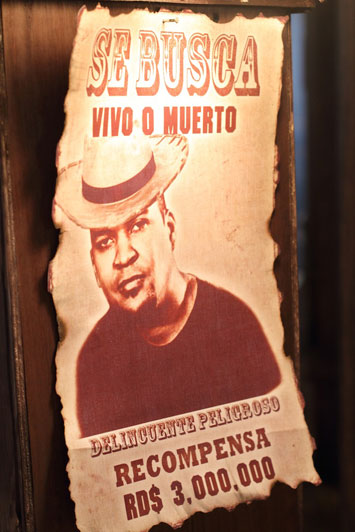 SE BUSCA
VIVO O MUERTO
DELINCUENTE PELIGROSO
RECOMPENSA
RD$ 3,000,000